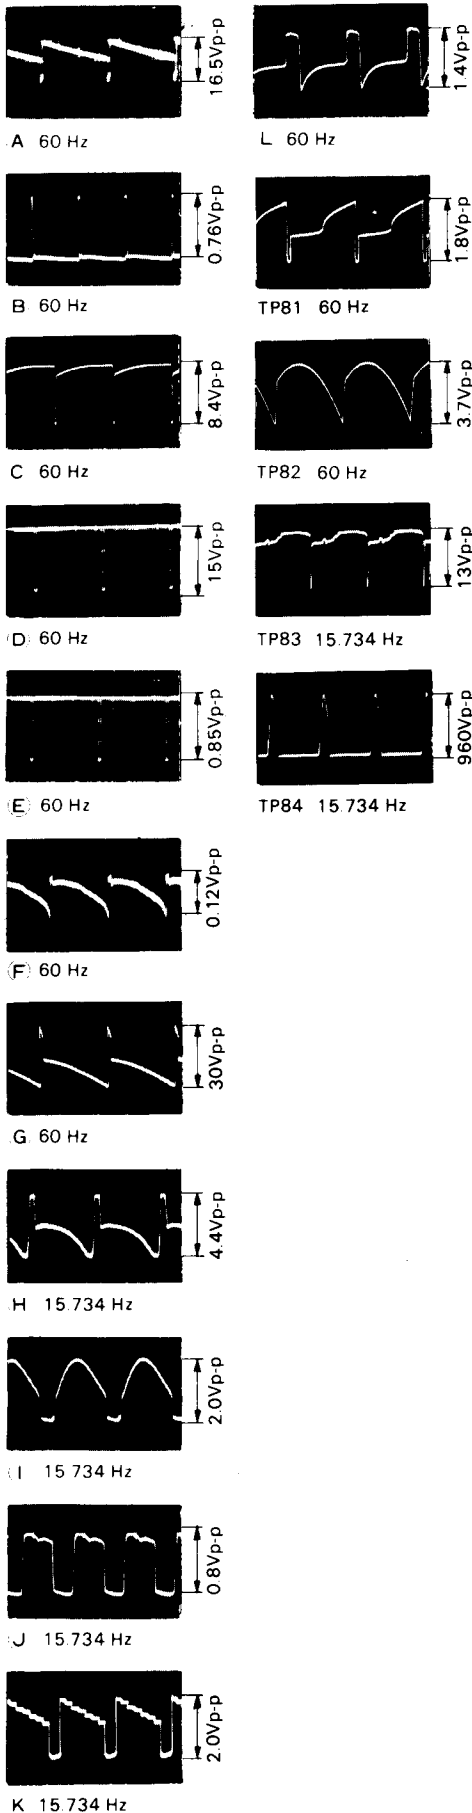 16.5Vp-p
A 60 Hz
0.76Vp-p
B 60 Hz
8.4Vp-p
C 60 Hz
15Vp-p
D 60 Hz
0.85Vp-p
E 60 Hz
0.12Vp-p
F 60 Hz
30Vp-p
G 60 Hz
4.4Vp-p
H 15.734 Hz
2.0Vp-p
I 15.734 Hz
0.8Vp-p
J 15.734 Hz
2.0Vp-p
K 15.734 Hz
1.4Vp-p
L 60 Hz
1.8Vp-p
TP81 60 Hz
3.7Vp-p
TP82 60 Hz
13Vp-p
TP83 15.734 Hz
960Vp-p
TP84 15.734 Hz